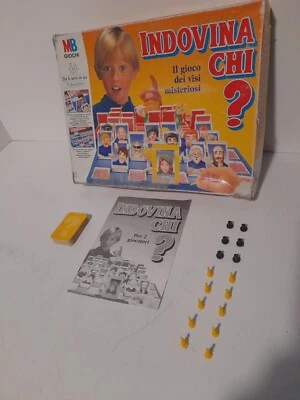 MB
GIOCHI
INDOVINA
CHI
?
Il gioco
dei visi
misteriosi
INDOVINA
CHI
?
Per 2
giocatori